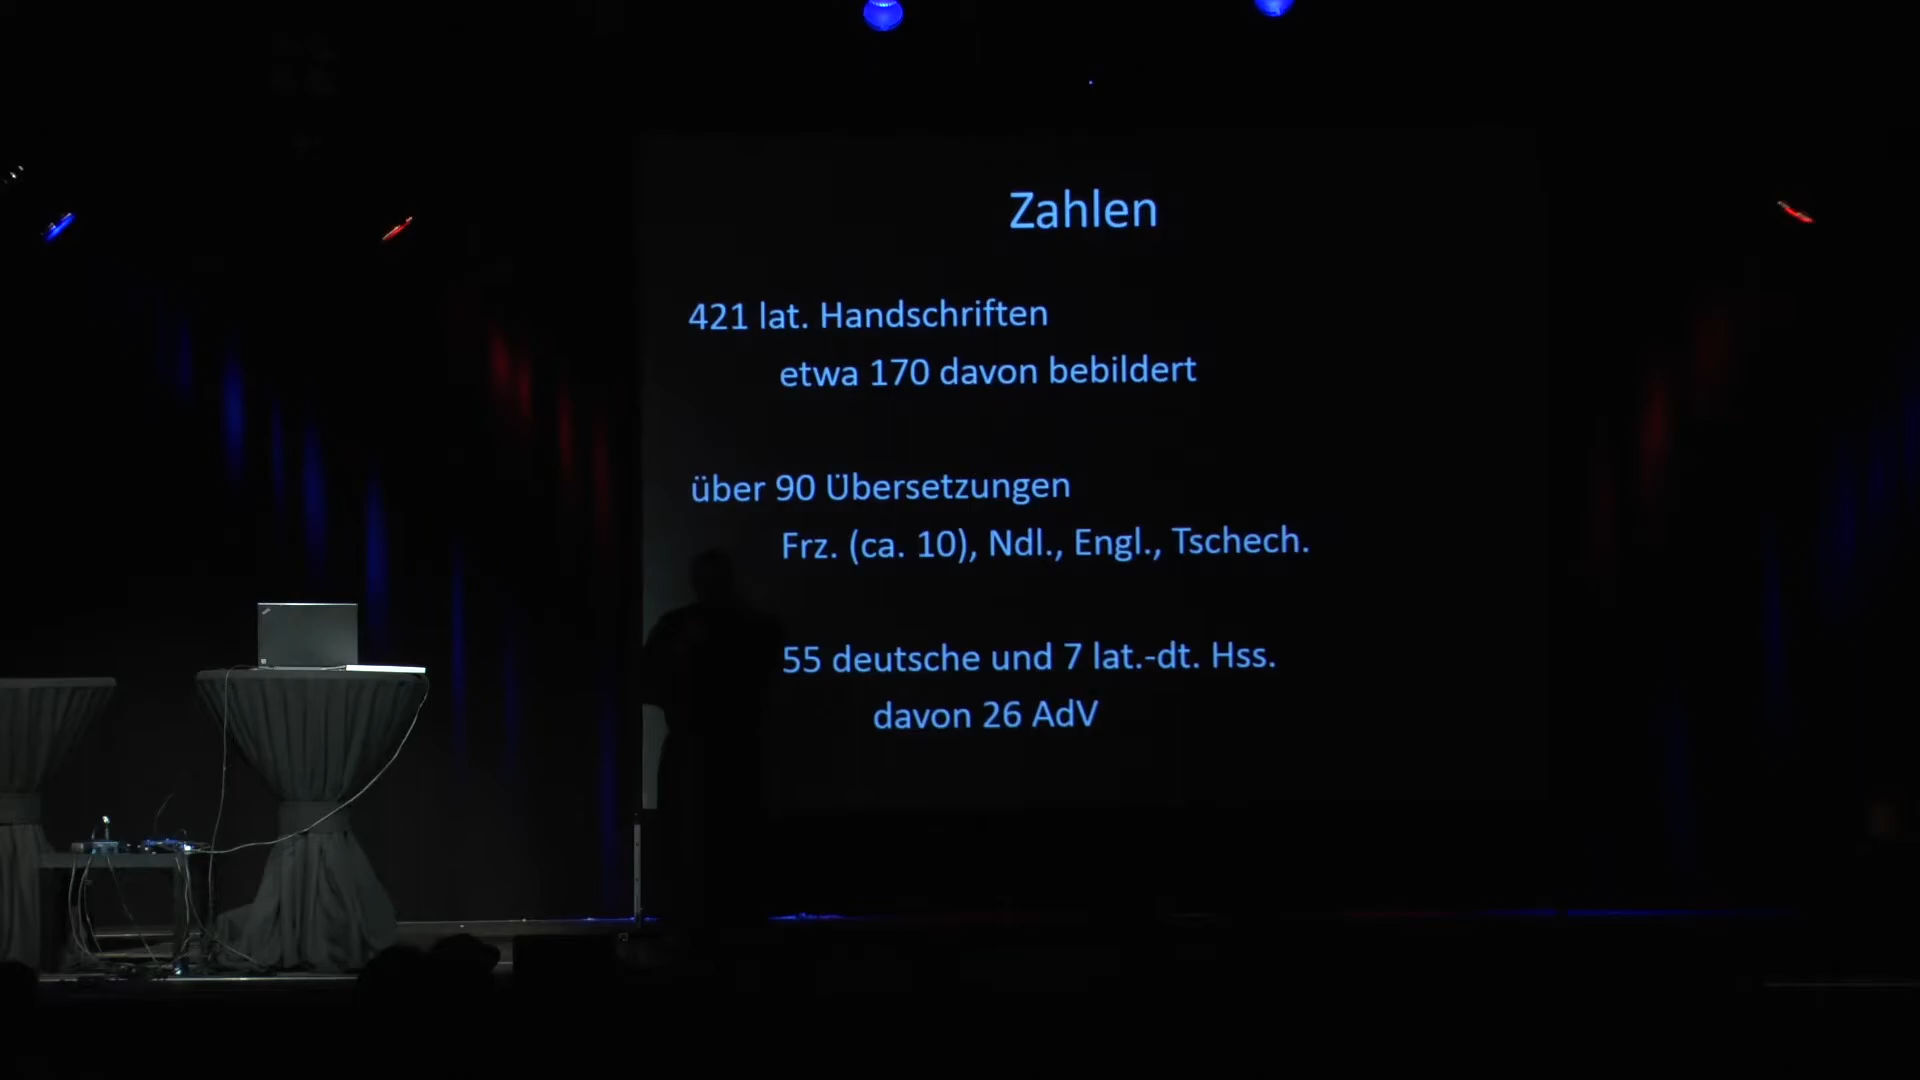 Zahlen
421 lat. Handschriften
etwa 170 davon bebildert
über 90 Übersetzungen
Frz. (ca. 10), Ndl., Engl., Tschech.
55 deutsche und 7 lat.-dt. Hss.
davon 26 AdV